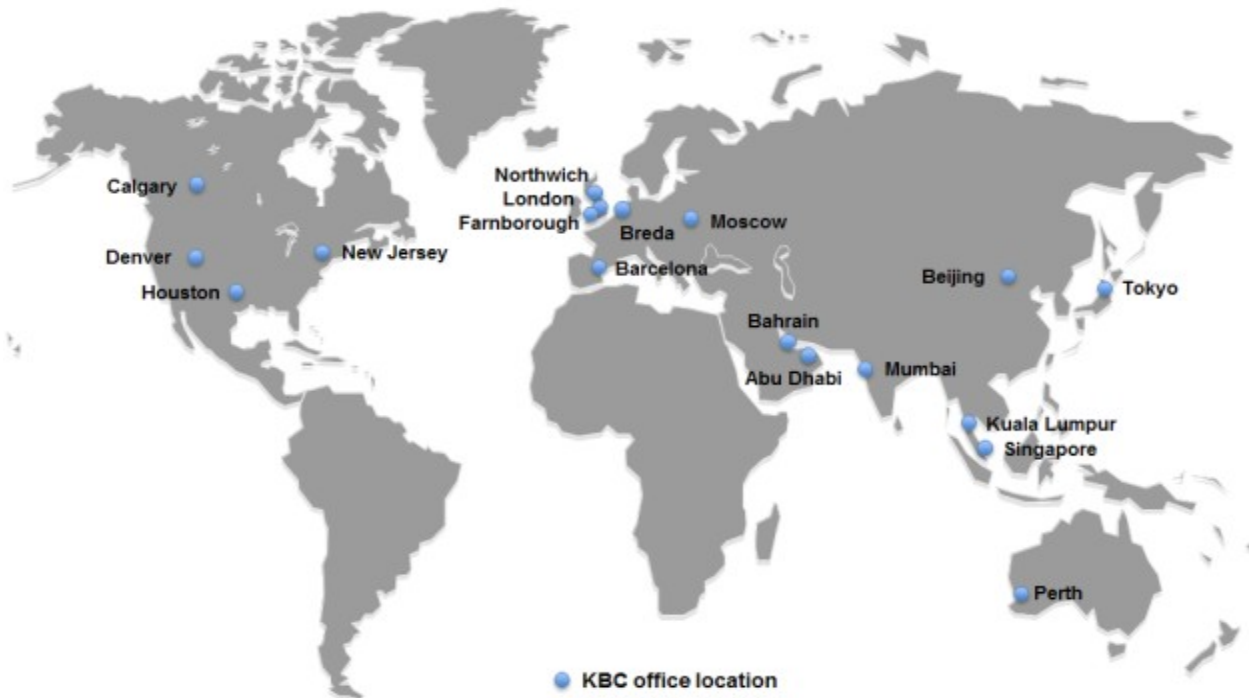 Northwich
Calgary
London
Farnborough
Moscow
Breda
New Jersey
Denver
Barcelona
Beijing
Houston
Tokyo
Bahrain
Abu Dhabi
Mumbai
Kuala Lumpur
Singapore
Perth
KBC office location